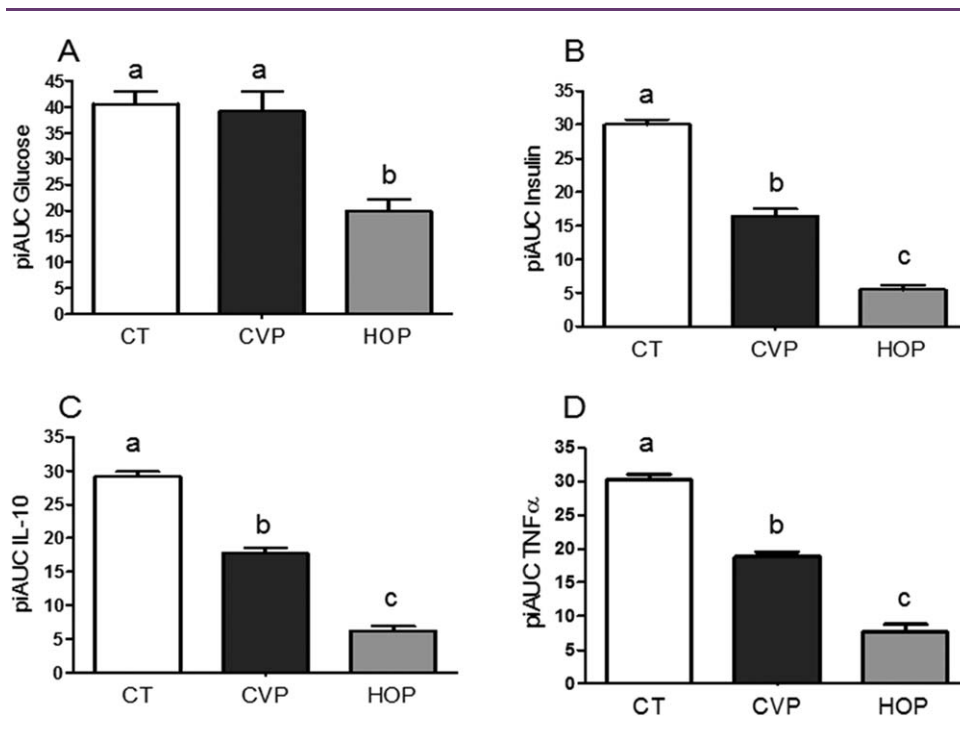 A
a
a
b
45
40
35
30
25
20
15
10
5
0
piAUC Glucose
CT
CVP
HOP
B
a
b
c
35
30
25
20
15
10
5
0
piAUC Insulin
CT
CVP
HOP
C
a
b
c
35
30
25
20
15
10
5
0
piAUC IL-10
CT
CVP
HOP
D
a
b
c
35
30
25
20
15
10
5
0
piAUC TNFα
CT
CVP
HOP